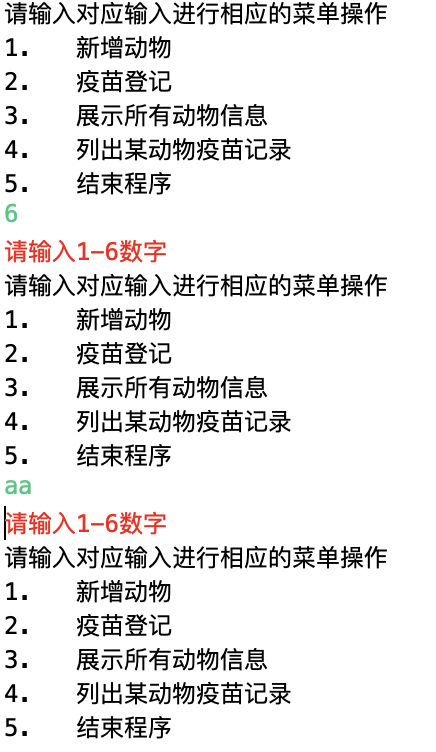 请输入对应输入进行相应的菜单操作
1. 新增动物
2. 疫苗登记
3. 展示所有动物信息
4. 列出某动物疫苗记录
5. 结束程序
6
请输入1-6数字
请输入对应输入进行相应的菜单操作
1. 新增动物
2. 疫苗登记
3. 展示所有动物信息
4. 列出某动物疫苗记录
5. 结束程序
aa
请输入1-6数字
请输入对应输入进行相应的菜单操作
1. 新增动物
2. 疫苗登记
3. 展示所有动物信息
4. 列出某动物疫苗记录
5. 结束程序